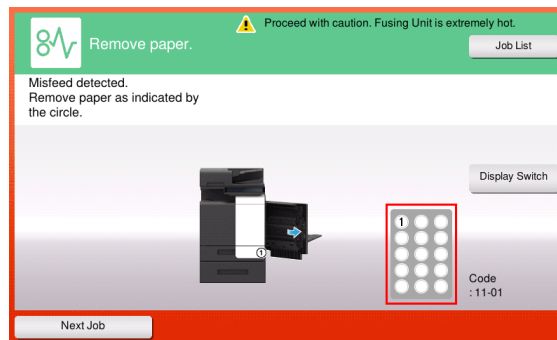 Proceed with caution. Fusing Unit is extremely hot.
Remove paper.
Job List
Misfeed detected.
Remove paper as indicated by
the circle.
Display Switch
1
1
Code
: 11-01
Next Job